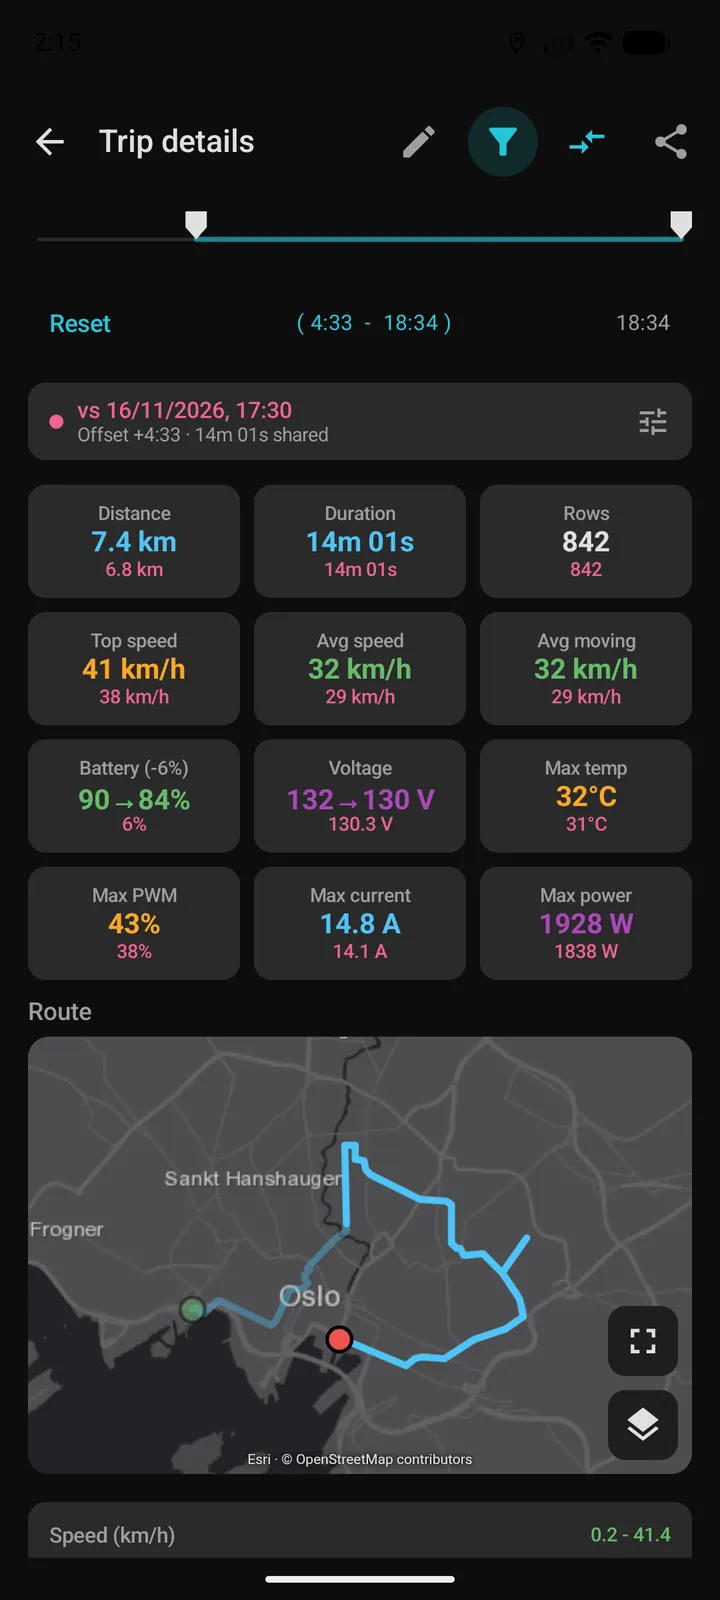 2:15
Trip details
Reset
( 4:33 - 18:34 )
18:34
vs 16/11/2026, 17:30
Offset +4:33 · 14m 01s shared
Distance
7.4 km
6.8 km
Duration
14m 01s
14m 01s
Rows
842
842
Top speed
41 km/h
38 km/h
Avg speed
32 km/h
29 km/h
Avg moving
32 km/h
29 km/h
Battery (-6%)
90→84%
6%
Voltage
132→130 V
130.3 V
Max temp
32°C
31°C
Max PWM
43%
38%
Max current
14.8 A
14.1 A
Max power
1928 W
1838 W
Route
Sankt Hanshaugen
Frogner
Oslo
Esri · © OpenStreetMap contributors
Speed (km/h)
0.2 - 41.4